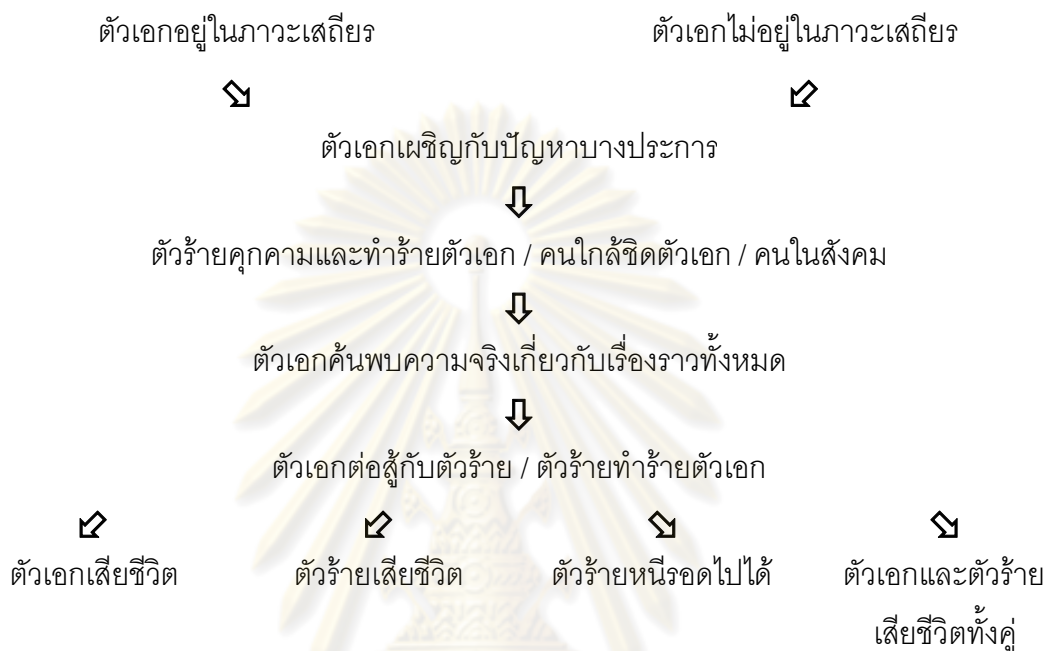 ตัวเอกอยู่ในภาวะเสถียร ตัวเอกไม่อยู่ในภาวะเสถียร
ตัวเอกเผชิญกับปัญหาบางประการ
ตัวร้ายคุกคามและทำร้ายตัวเอก / คนใกล้ชิดตัวเอก / คนในสังคม
ตัวเอกค้นพบความจริงเกี่ยวกับเรื่องราวทั้งหมด
ตัวเอกต่อสู้กับตัวร้าย / ตัวร้ายทำร้ายตัวเอก
ตัวเอกเสียชีวิต ตัวร้ายเสียชีวิต ตัวร้ายหนีรอดไปได้ ตัวเอกและตัวร้าย
เสียชีวิตทั้งคู่